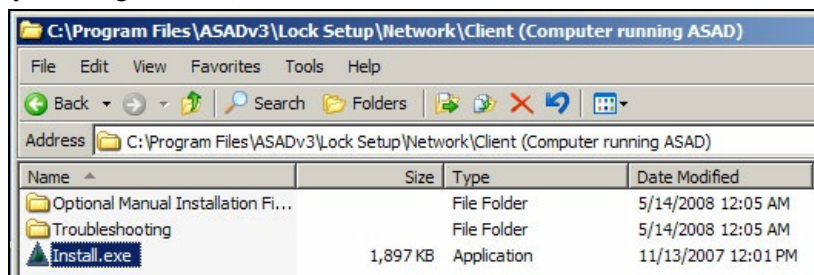 C:\Program Files\ASADv3\Lock Setup\Network\Client (Computer running ASAD)
File Edit View Favorites Tools Help
Back Search Folders
Address C:\Program Files\ASADv3\Lock Setup\Network\Client (Computer running ASAD)
Name Size Type Date Modified
Optional Manual Installation Fi... File Folder 5/14/2008 12:05 AM
Troubleshooting File Folder 5/14/2008 12:05 AM
Install.exe 1,897 KB Application 11/13/2007 12:01 PM